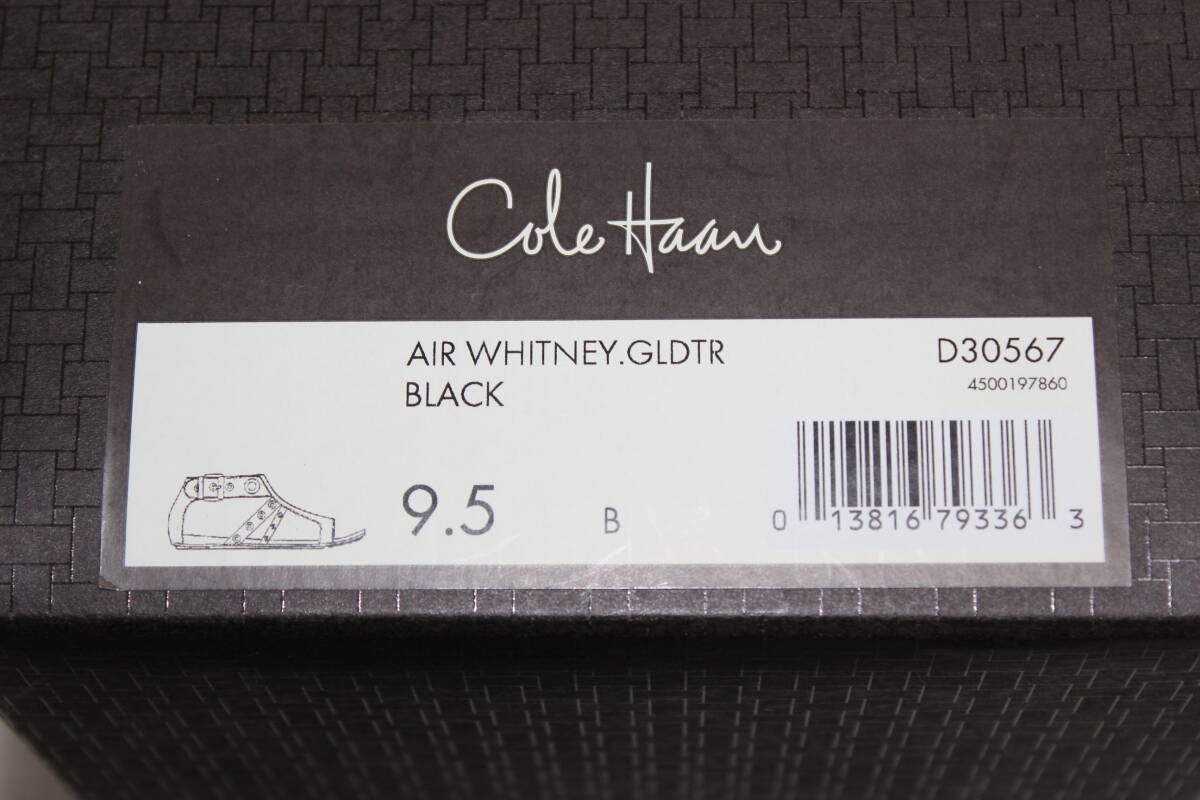 Cole Haan
AIR WHITNEY.GLDTR
BLACK
D30567
4500197860
9.5
B
0 13816 79336 3